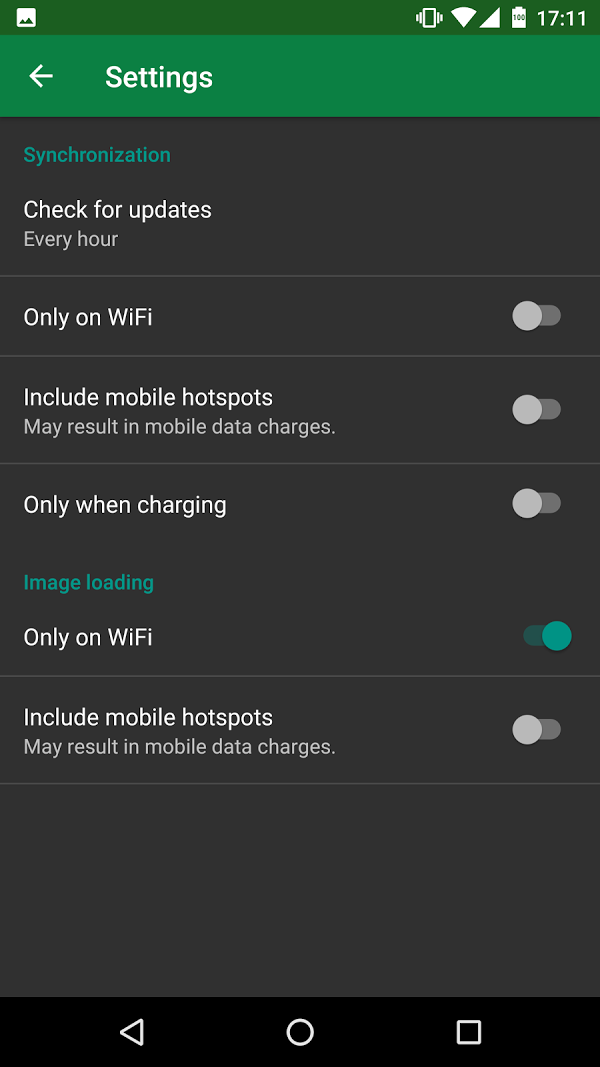 100 17:11
Settings
Synchronization
Check for updates
Every hour
Only on WiFi
Include mobile hotspots
May result in mobile data charges.
Only when charging
Image loading
Only on WiFi
Include mobile hotspots
May result in mobile data charges.